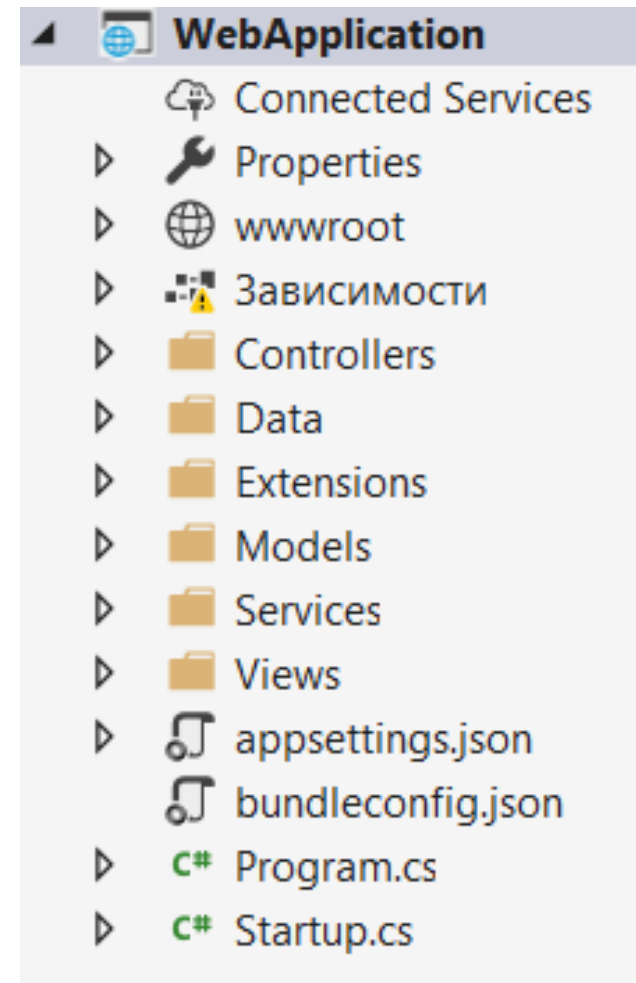 WebApplication
Connected Services
Properties
wwwroot
Зависимости
Controllers
Data
Extensions
Models
Services
Views
appsettings.json
bundleconfig.json
C# Program.cs
C# Startup.cs